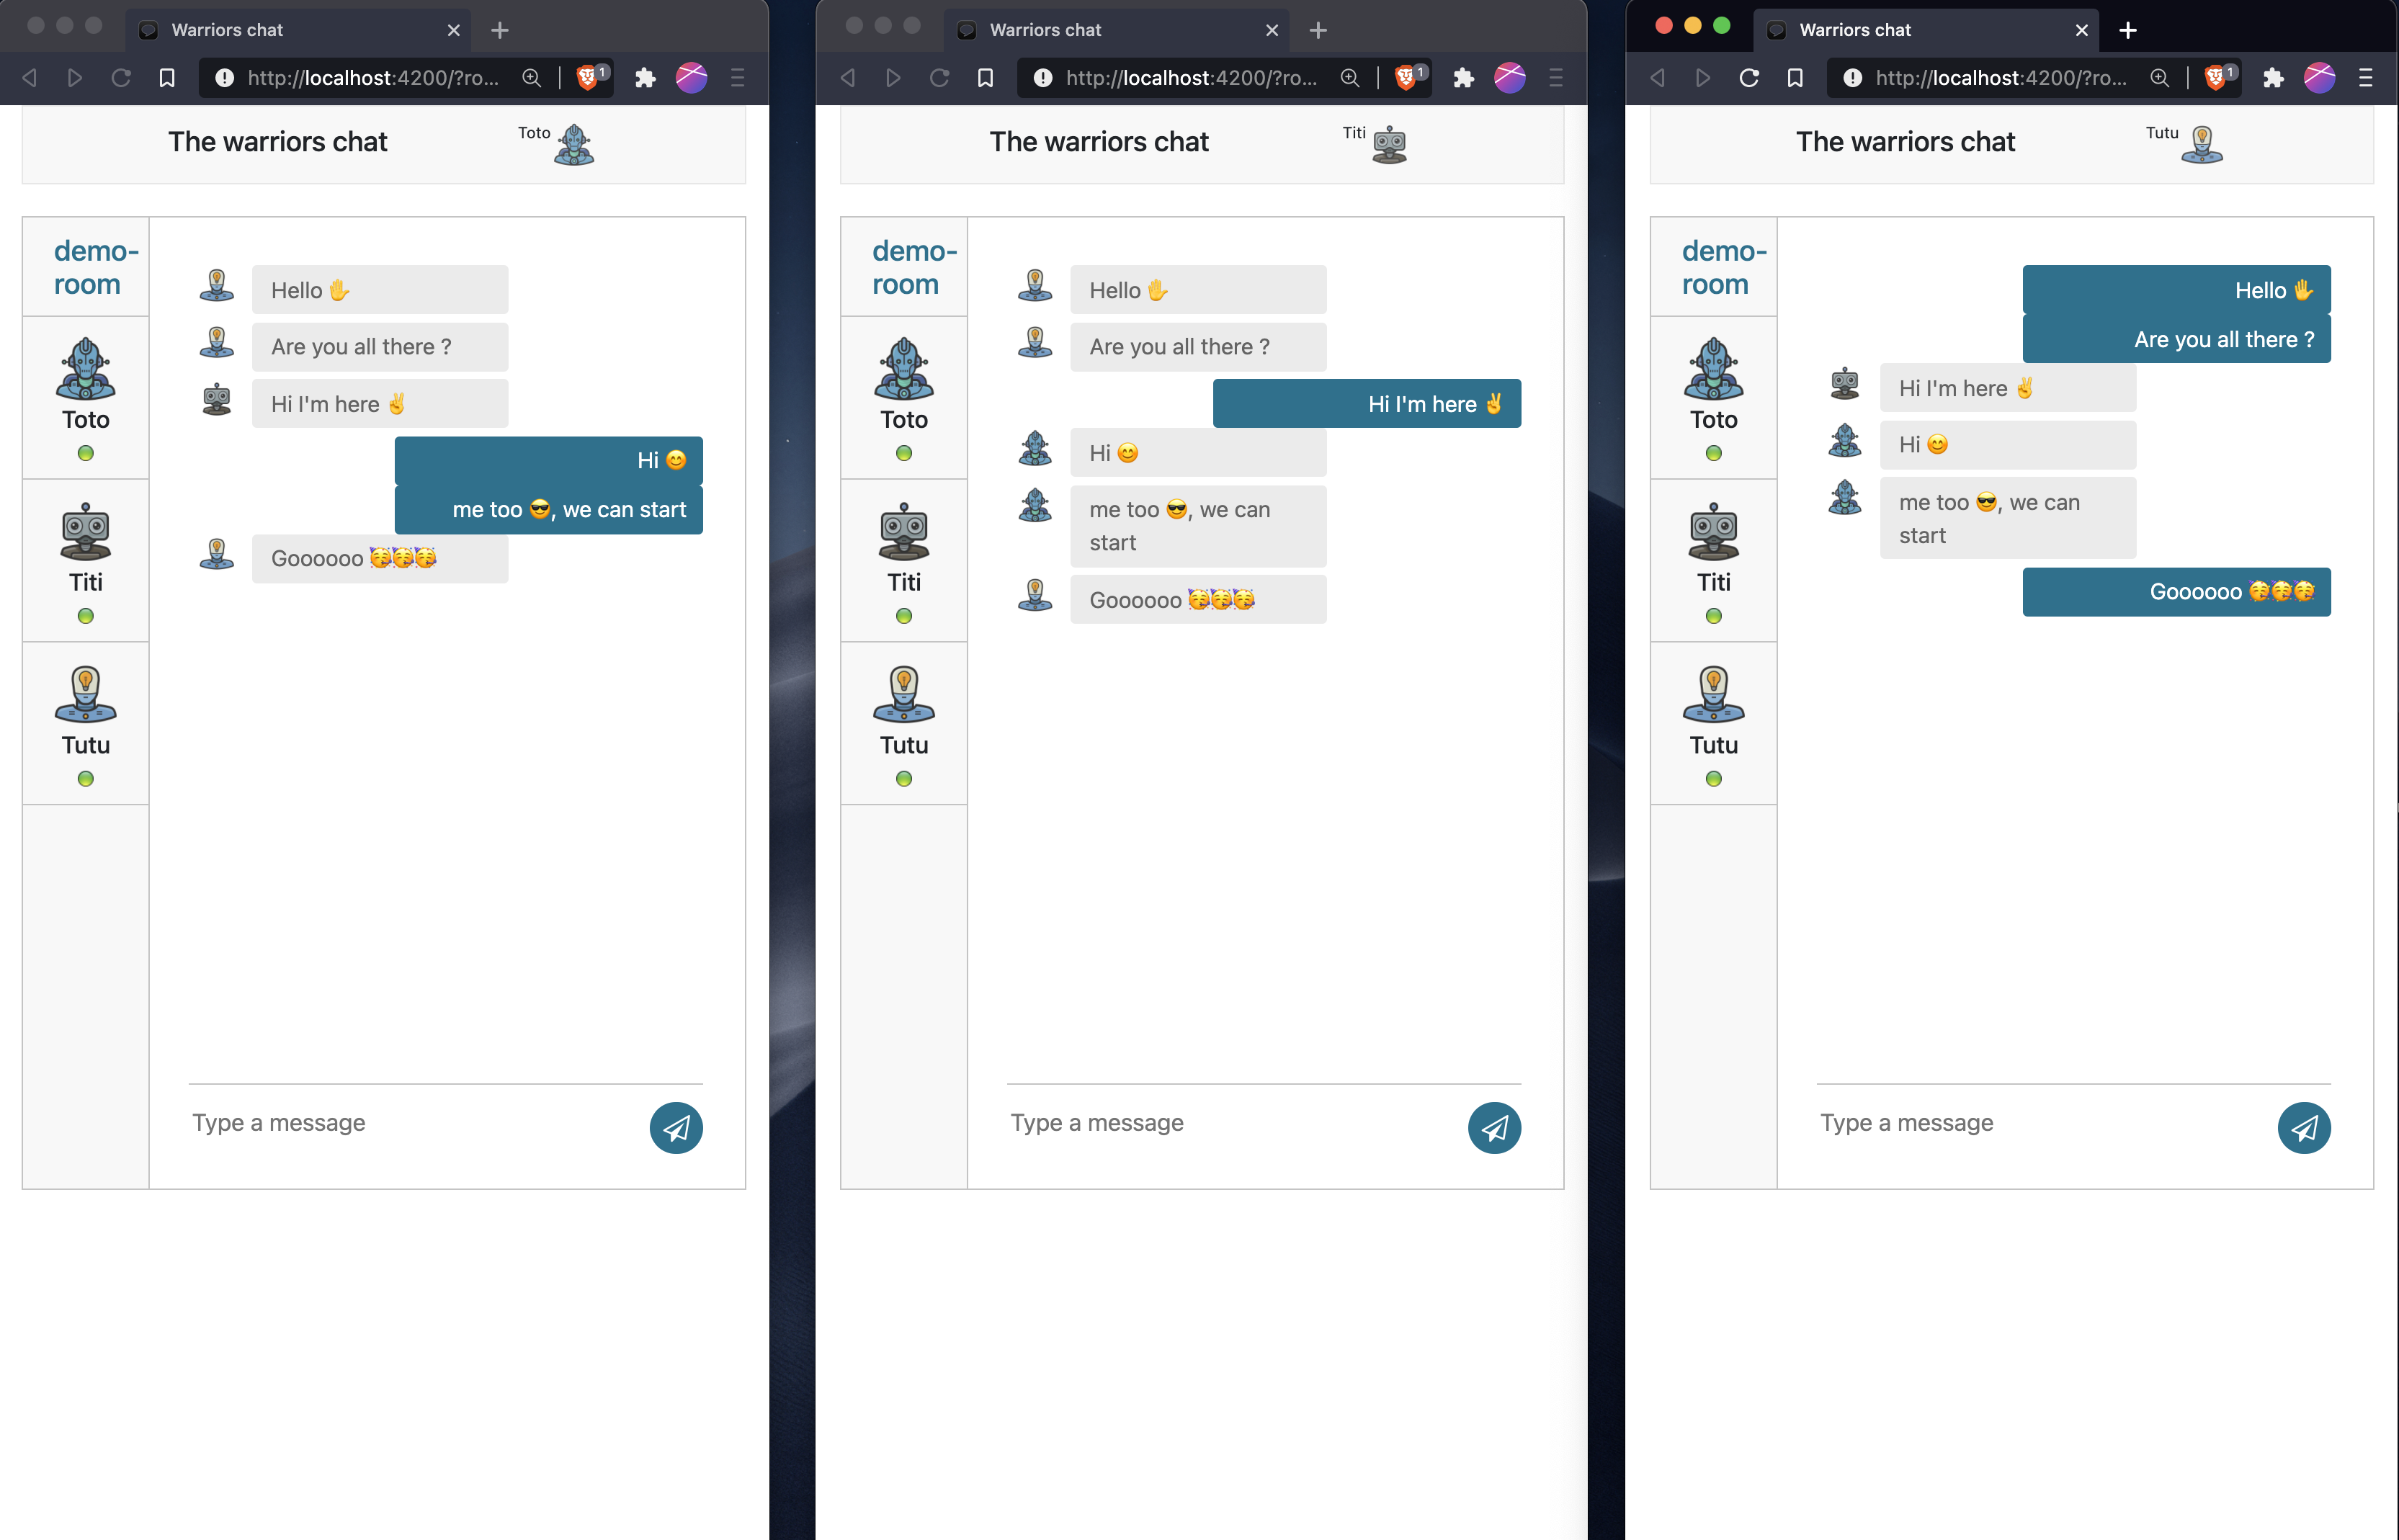 Warriors chat
http://localhost:4200/?ro...
1
The warriors chat
Toto
demo-
room
Toto
Titi
Tutu
Hello ✋
Are you all there ?
Hi I'm here ✌
Hi 😊
me too 😎, we can start
Goooooo 🥳🥳🥳
Type a message
Warriors chat
http://localhost:4200/?ro...
1
The warriors chat
Titi
demo-
room
Toto
Titi
Tutu
Hello ✋
Are you all there ?
Hi I'm here ✌
Hi 😊
me too 😎, we can
start
Goooooo 🥳🥳🥳
Type a message
Warriors chat
http://localhost:4200/?ro...
1
The warriors chat
Tutu
demo-
room
Toto
Titi
Tutu
Hello ✋
Are you all there ?
Hi I'm here ✌
Hi 😊
me too 😎, we can
start
Goooooo 🥳🥳🥳
Type a message